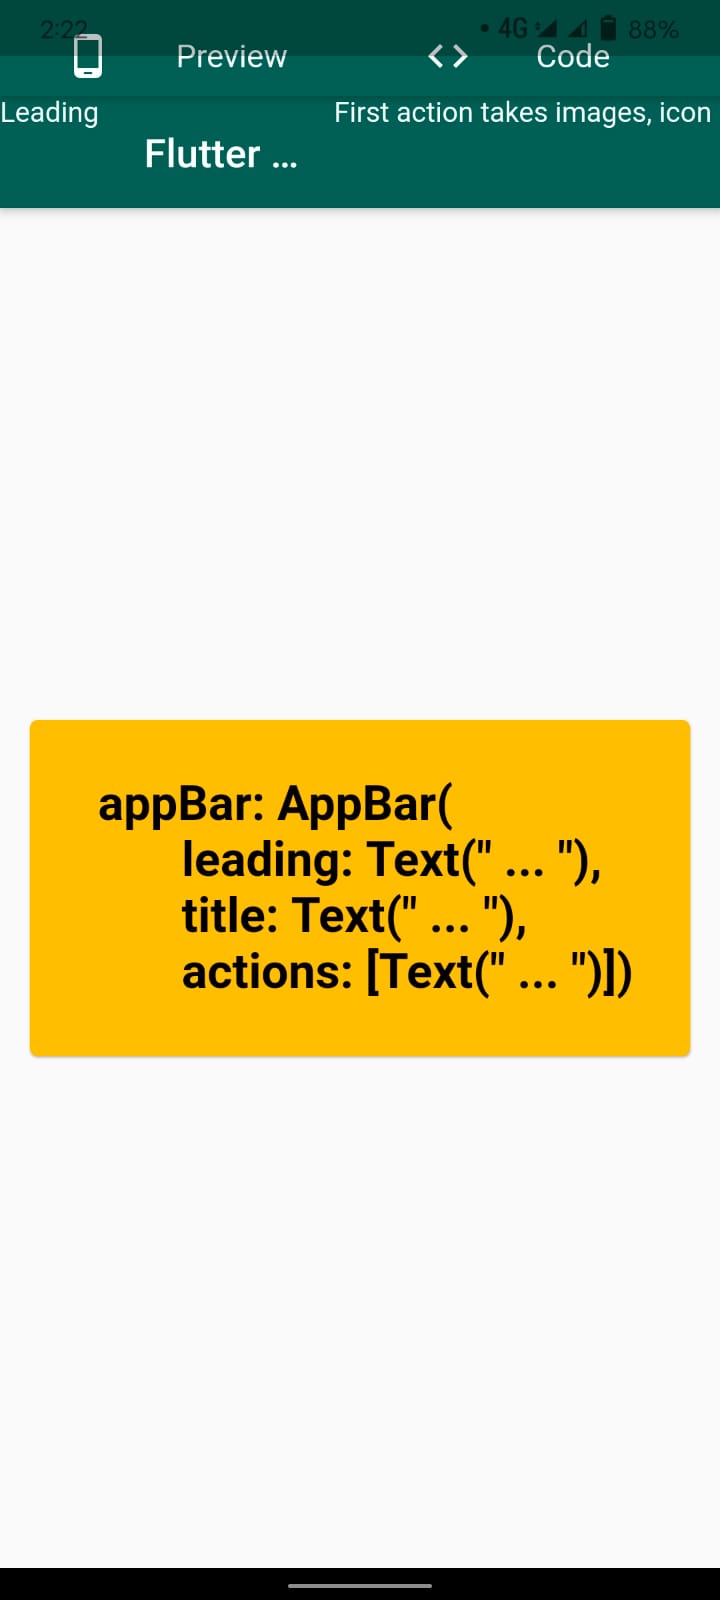 2:22
• 4G 88%
Preview
<> Code
Leading
First action takes images, icon
Flutter ...
appBar: AppBar(
leading: Text(" ... "),
title: Text(" ... "),
actions: [Text(" ... ")])